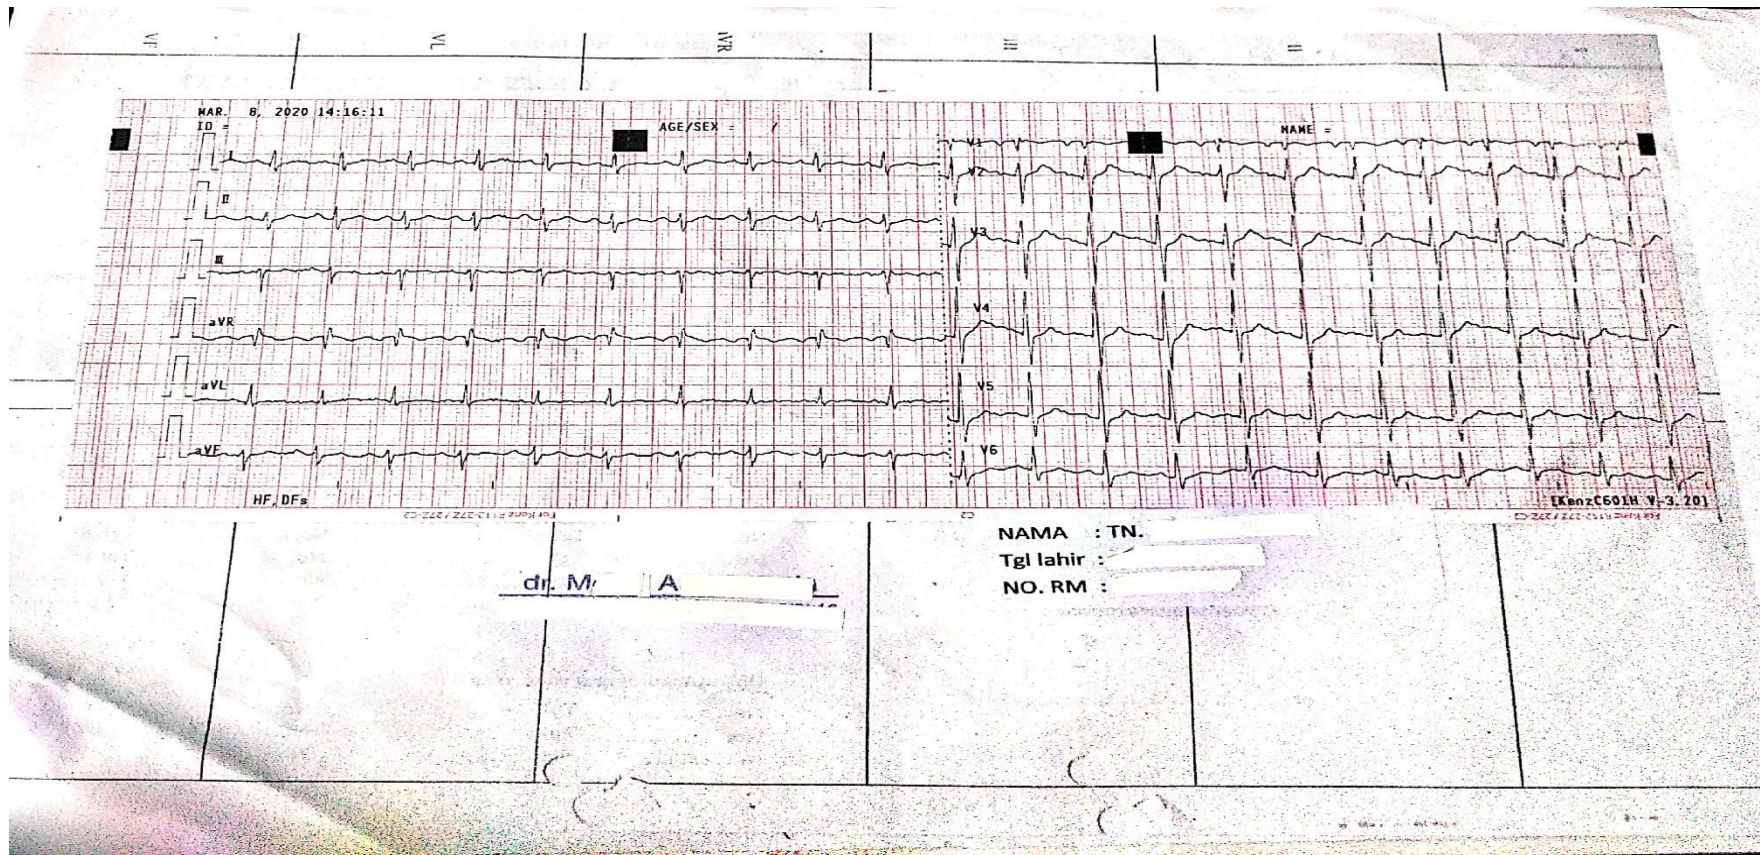 VF VL VR III II
MAR. 8, 2020 14:16:11
ID =
AGE/SEX = /
NAME =
I
II
III
aVR
aVL
aVF
V1
V2
V3
V4
V5
V6
HF, DFs
[KenzC601H V-3.20]
C2
NAMA : TN.
Tgl lahir :
NO. RM :
dr. M A